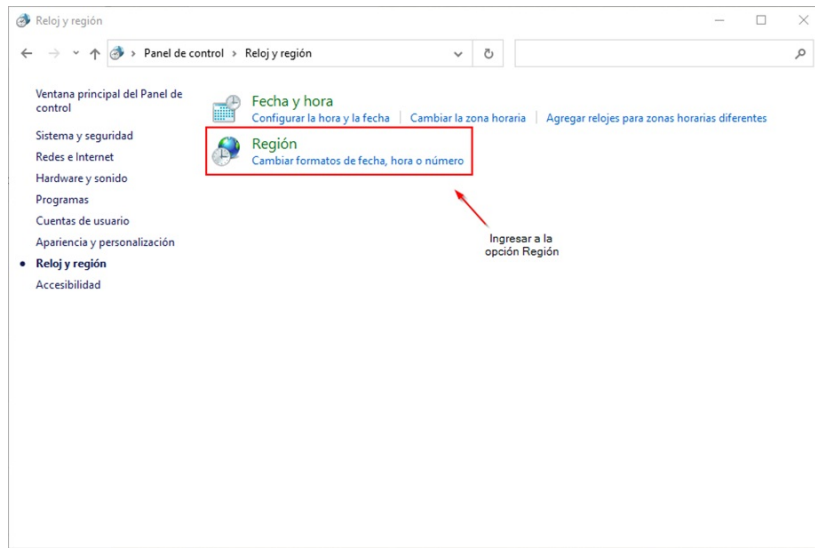 Reloj y región
Panel de control > Reloj y región
Ventana principal del Panel de
control
Sistema y seguridad
Redes e Internet
Hardware y sonido
Programas
Cuentas de usuario
Apariencia y personalización
Reloj y región
Accesibilidad
Fecha y hora
Configurar la hora y la fecha | Cambiar la zona horaria | Agregar relojes para zonas horarias diferentes
Región
Cambiar formatos de fecha, hora o número
Ingresar a la
opción Región